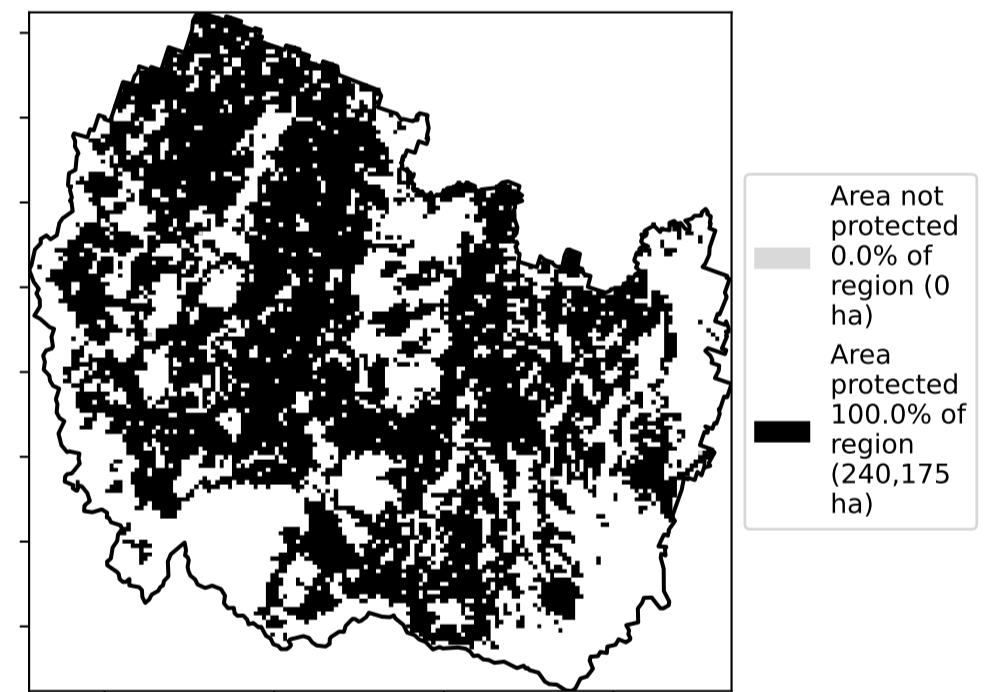 Area not
protected
0.0% of
region (0
ha)
Area
protected
100.0% of
region
(240,175
ha)